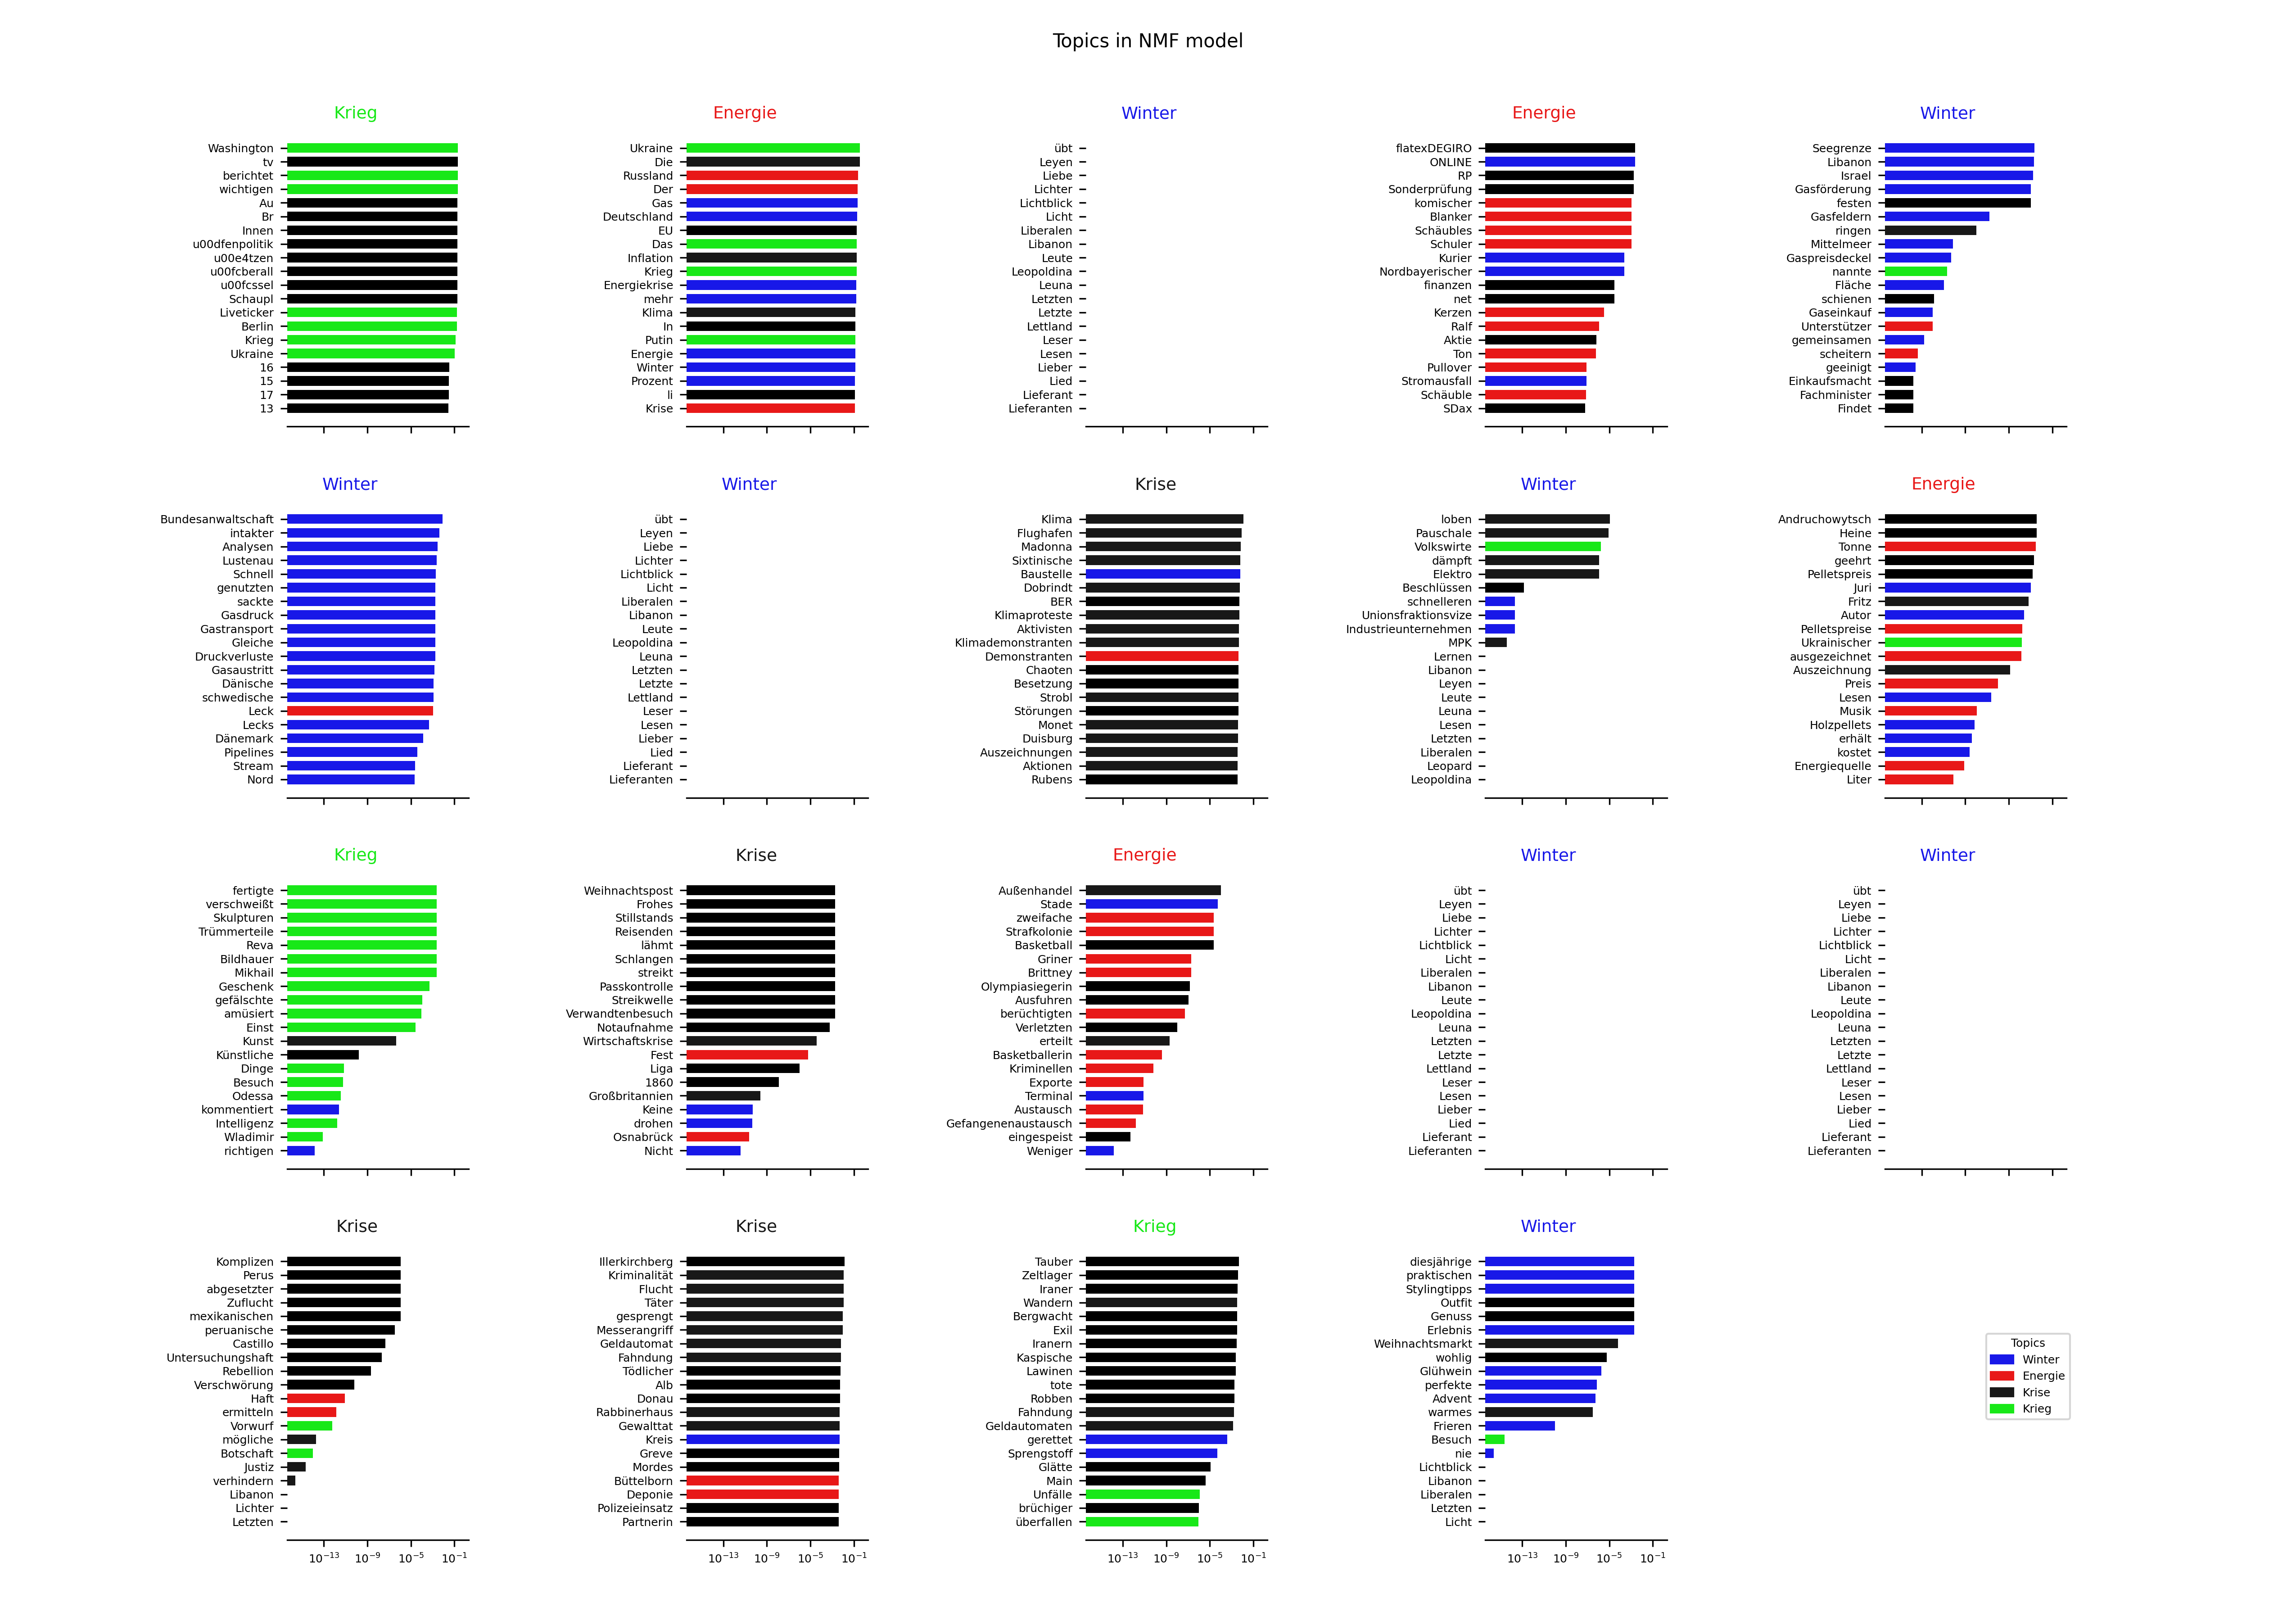 Topics in NMF model
Krieg
Washington
tv
berichtet
wichtigen
Au
Br
Innen
u00dfenpolitik
u00e4tzen
u00fcberall
u00fcssel
Schaupl
Liveticker
Berlin
Krieg
Ukraine
16
15
17
13
Energie
Ukraine
Die
Russland
Der
Gas
Deutschland
EU
Das
Inflation
Krieg
Energiekrise
mehr
Klima
In
Putin
Energie
Winter
Prozent
li
Krise
Winter
übt
Leyen
Liebe
Lichter
Lichtblick
Licht
Liberalen
Libanon
Leute
Leopoldina
Leuna
Letzten
Letzte
Lettland
Leser
Lesen
Lieber
Lied
Lieferant
Lieferanten
Energie
flatexDEGIRO
ONLINE
RP
Sonderprüfung
komischer
Blanker
Schäubles
Schuler
Kurier
Nordbayerischer
finanzen
net
Kerzen
Ralf
Aktie
Ton
Pullover
Stromausfall
Schäuble
SDax
Winter
Seegrenze
Libanon
Israel
Gasförderung
festen
Gasfeldern
ringen
Mittelmeer
Gaspreisdeckel
nannte
Fläche
schienen
Gaseinkauf
Unterstützer
gemeinsamen
scheitern
geeinigt
Einkaufsmacht
Fachminister
Findet
Winter
Bundesanwaltschaft
intakter
Analysen
Lustenau
Schnell
genutzten
sackte
Gasdruck
Gastransport
Gleiche
Druckverluste
Gasaustritt
Dänische
schwedische
Leck
Lecks
Dänemark
Pipelines
Stream
Nord
Winter
übt
Leyen
Liebe
Lichter
Lichtblick
Licht
Liberalen
Libanon
Leute
Leopoldina
Leuna
Letzten
Letzte
Lettland
Leser
Lesen
Lieber
Lied
Lieferant
Lieferanten
Krise
Klima
Flughafen
Madonna
Sixtinische
Baustelle
Dobrindt
BER
Klimaproteste
Aktivisten
Klimademonstranten
Demonstranten
Chaoten
Besetzung
Strobl
Störungen
Monet
Duisburg
Auszeichnungen
Aktionen
Rubens
Winter
loben
Pauschale
Volkswirte
dämpft
Elektro
Beschlüssen
schnelleren
Unionsfraktionsvize
Industrieunternehmen
MPK
Lernen
Libanon
Leyen
Leute
Leuna
Lesen
Letzten
Liberalen
Leopard
Leopoldina
Energie
Andruchowytsch
Heine
Tonne
geehrt
Pelletspreis
Juri
Fritz
Autor
Pelletspreise
Ukrainischer
ausgezeichnet
Auszeichnung
Preis
Lesen
Musik
Holzpellets
erhält
kostet
Energiequelle
Liter
Krieg
fertigte
verschweißt
Skulpturen
Trümmerteile
Reva
Bildhauer
Mikhail
Geschenk
gefälschte
amüsiert
Einst
Kunst
Künstliche
Dinge
Besuch
Odessa
kommentiert
Intelligenz
Wladimir
richtigen
Krise
Weihnachtspost
Frohes
Stillstands
Reisenden
lähmt
Schlangen
streikt
Passkontrolle
Streikwelle
Verwandtenbesuch
Notaufnahme
Wirtschaftskrise
Fest
Liga
1860
Großbritannien
Keine
drohen
Osnabrück
Nicht
Energie
Außenhandel
Stade
zweifache
Strafkolonie
Basketball
Griner
Brittney
Olympiasiegerin
Ausfuhren
berüchtigten
Verletzten
erteilt
Basketballerin
Kriminellen
Exporte
Terminal
Austausch
Gefangenenaustausch
eingespeist
Weniger
Winter
übt
Leyen
Liebe
Lichter
Lichtblick
Licht
Liberalen
Libanon
Leute
Leopoldina
Leuna
Letzten
Letzte
Lettland
Leser
Lesen
Lieber
Lied
Lieferant
Lieferanten
Winter
übt
Leyen
Liebe
Lichter
Lichtblick
Licht
Liberalen
Libanon
Leute
Leopoldina
Leuna
Letzten
Letzte
Lettland
Leser
Lesen
Lieber
Lied
Lieferant
Lieferanten
Krise
Komplizen
Perus
abgesetzter
Zuflucht
mexikanischen
peruanische
Castillo
Untersuchungshaft
Rebellion
Verschwörung
Haft
ermitteln
Vorwurf
mögliche
Botschaft
Justiz
verhindern
Libanon
Lichter
Letzten
10⁻¹³ 10⁻⁹ 10⁻⁵ 10⁻¹
Krise
Illerkirchberg
Kriminalität
Flucht
Täter
gesprengt
Messerangriff
Geldautomat
Fahndung
Tödlicher
Alb
Donau
Rabbinerhaus
Gewalttat
Kreis
Greve
Mordes
Büttelborn
Deponie
Polizeieinsatz
Partnerin
10⁻¹³ 10⁻⁹ 10⁻⁵ 10⁻¹
Krieg
Tauber
Zeltlager
Iraner
Wandern
Bergwacht
Exil
Iranern
Kaspische
Lawinen
tote
Robben
Fahndung
Geldautomaten
gerettet
Sprengstoff
Glätte
Main
Unfälle
brüchiger
überfallen
10⁻¹³ 10⁻⁹ 10⁻⁵ 10⁻¹
Winter
diesjährige
praktischen
Stylingtipps
Outfit
Genuss
Erlebnis
Weihnachtsmarkt
wohlig
Glühwein
perfekte
Advent
warmes
Frieren
Besuch
nie
Lichtblick
Libanon
Liberalen
Letzten
Licht
10⁻¹³ 10⁻⁹ 10⁻⁵ 10⁻¹
Topics
Winter
Energie
Krise
Krieg